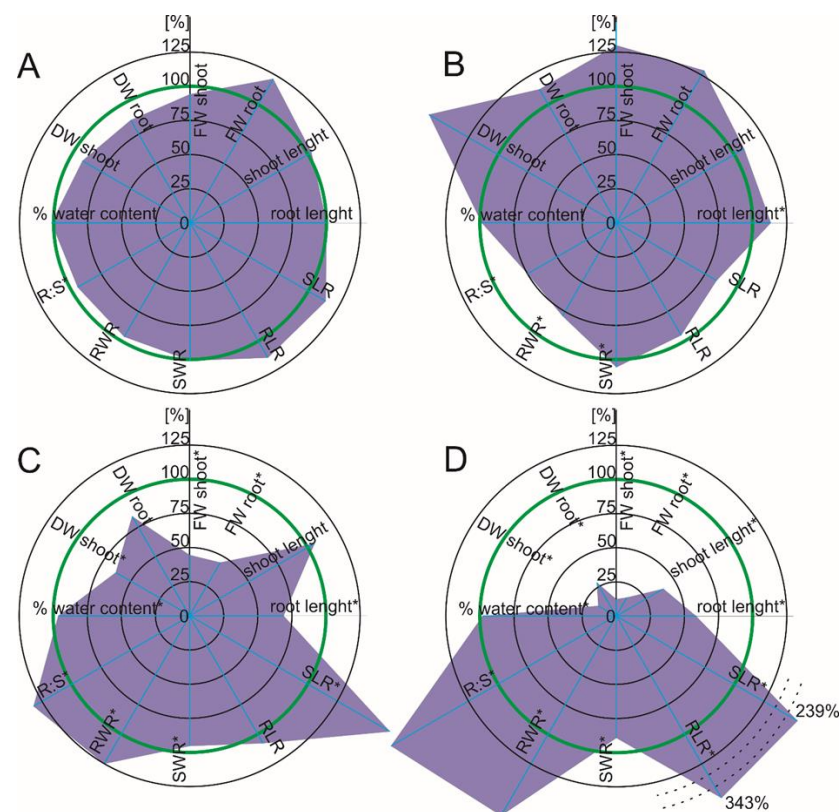 [%]
125
100
75
50
25
0
A
FW shoot
FW root
shoot lenght
root lenght
SLR
RLR
SWR
RWR
R:S*
% water content
DW shoot
DW root
[%]
125
100
75
50
25
0
B
FW shoot
FW root
shoot lenght
root lenght*
SLR
RLR
SWR*
RWR*
R:S*
% water content
DW shoot
DW root
[%]
125
100
75
50
25
0
C
FW shoot*
FW root*
shoot lenght
root lenght*
SLR*
RLR
SWR*
RWR*
R:S*
% water content*
DW shoot*
DW root
[%]
125
100
75
50
25
0
D
FW shoot*
FW root*
shoot lenght*
root lenght*
SLR*
RLR*
SWR*
RWR*
R:S*
% water content*
DW shoot*
DW root*
239%
343%